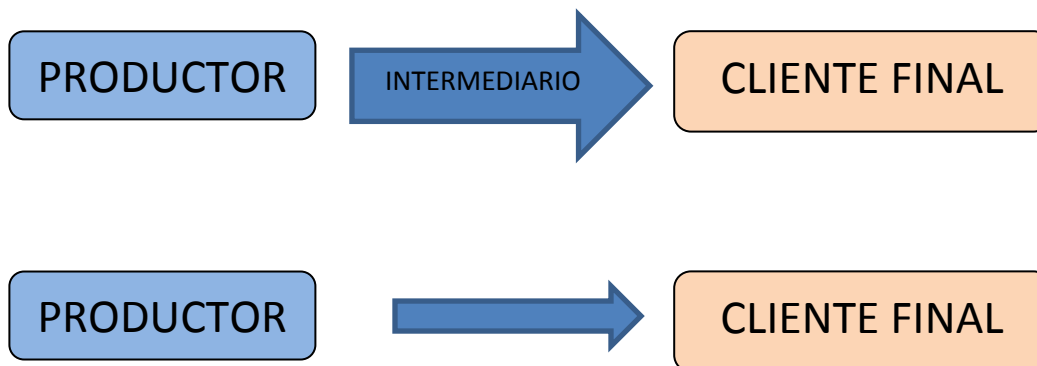 PRODUCTOR
INTERMEDIARIO
CLIENTE FINAL
PRODUCTOR
CLIENTE FINAL